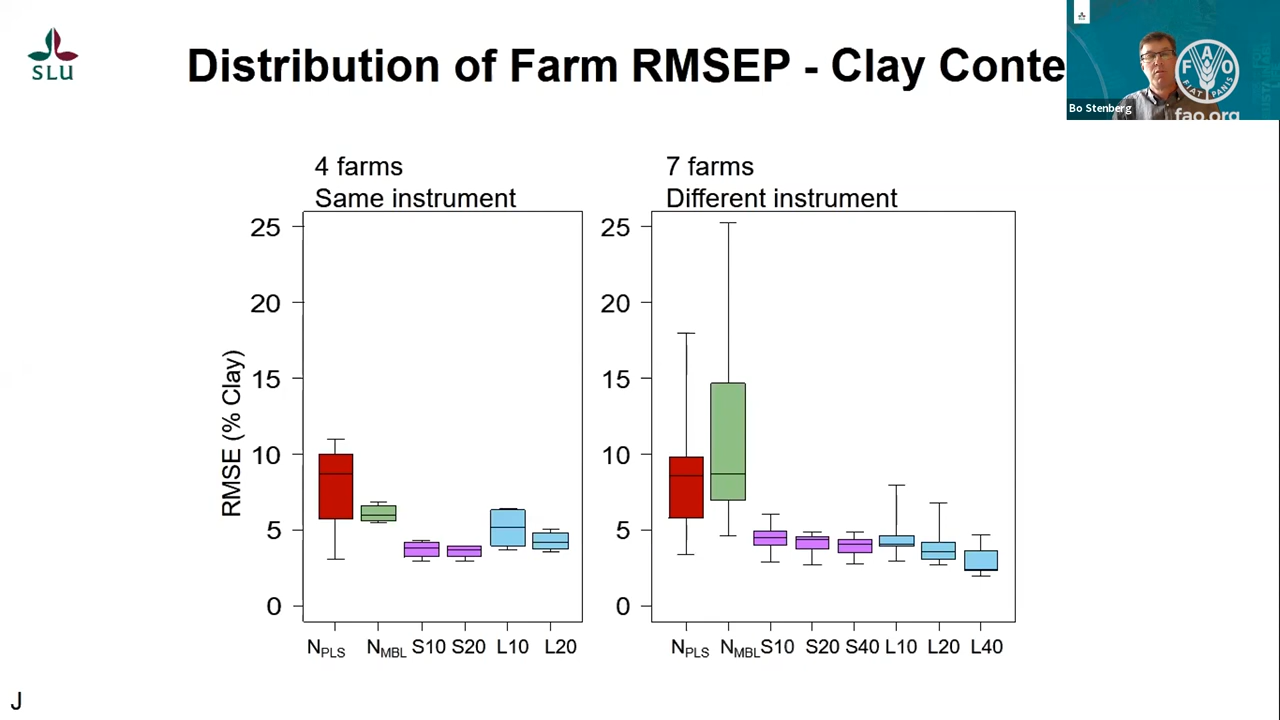 SLU
Distribution of Farm RMSEP - Clay Conte
Bo Stenberg
FAO
FIAT PANIS
fao.org
4 farms
Same instrument
7 farms
Different instrument
RMSE (% Clay)
25
20
15
10
5
0
25
20
15
10
5
0
NPLS NMBL S10 S20 L10 L20
NPLS NMBL S10 S20 S40 L10 L20 L40
J